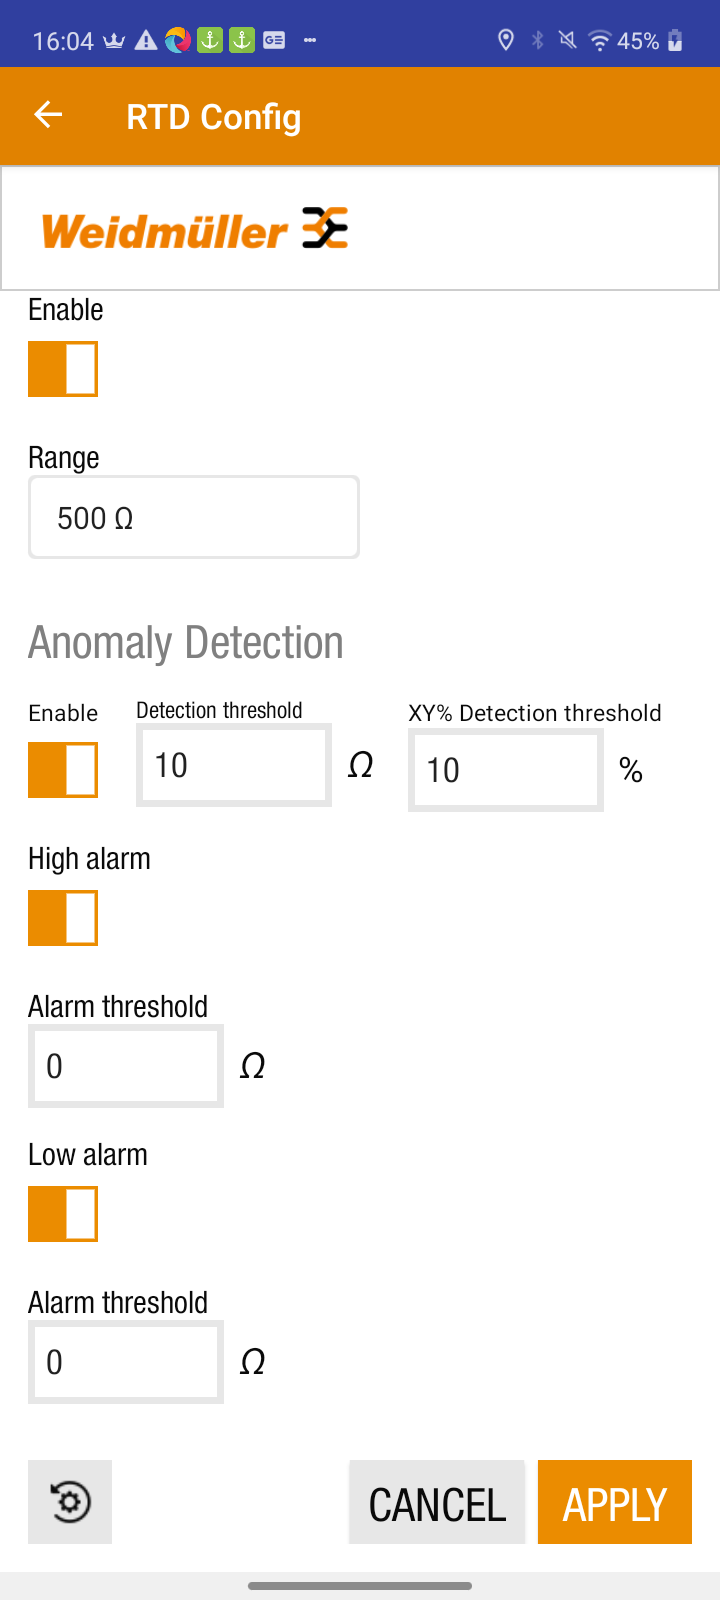 16:04 GE 45%
RTD Config
Weidmüller
Enable
Range
500 Ω
Anomaly Detection
Enable Detection threshold XY% Detection threshold
10 Ω 10 %
High alarm
Alarm threshold
0 Ω
Low alarm
Alarm threshold
0 Ω
CANCEL APPLY